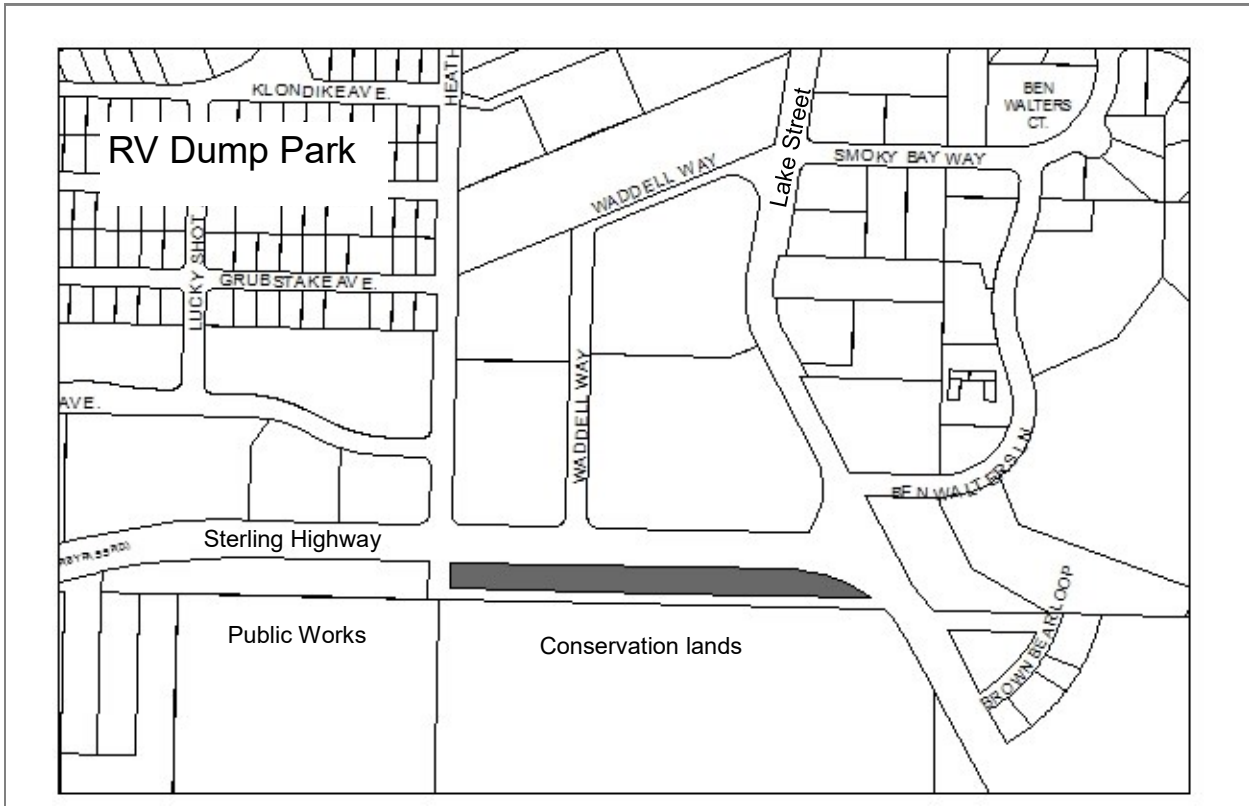 KLONDIKE AVE.
HEATH
BEN
WALTERS
CT.
RV Dump Park
Lake Street
SMOKY BAY WAY
WADDELL WAY
LUCKY SHOT
GRUBSTAKE AVE.
WADDELL WAY
AVE.
BEN WALTERS LN
Sterling Highway
BROWN BEAR LOOP
Public Works
Conservation lands